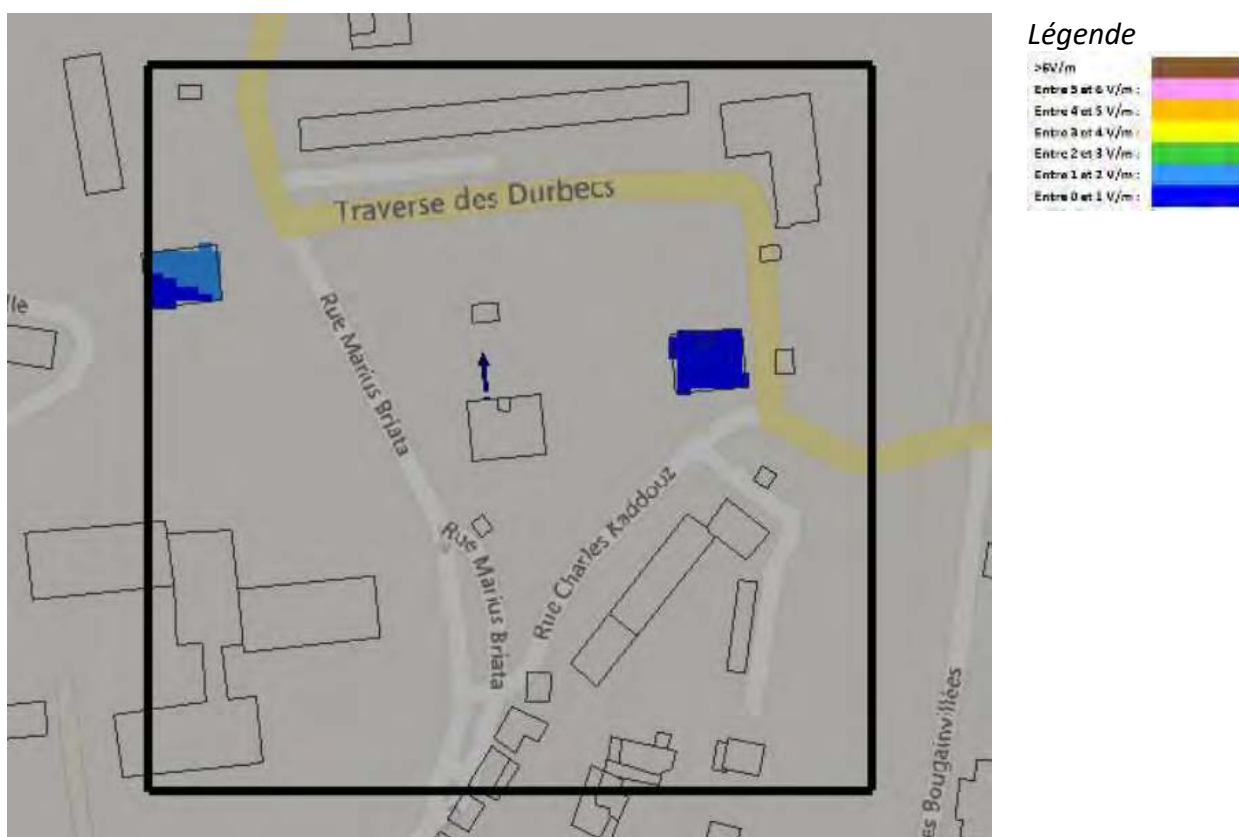 Légende
>6V/m
Entre 5 et 6 V/m :
Entre 4 et 5 V/m :
Entre 3 et 4 V/m :
Entre 2 et 3 V/m :
Entre 1 et 2 V/m :
Entre 0 et 1 V/m :
Traverse des Durbecs
lle
Rue Marius Briata
Rue Marius Briata
Rue Charles Kaddouz
es Bougainvillées